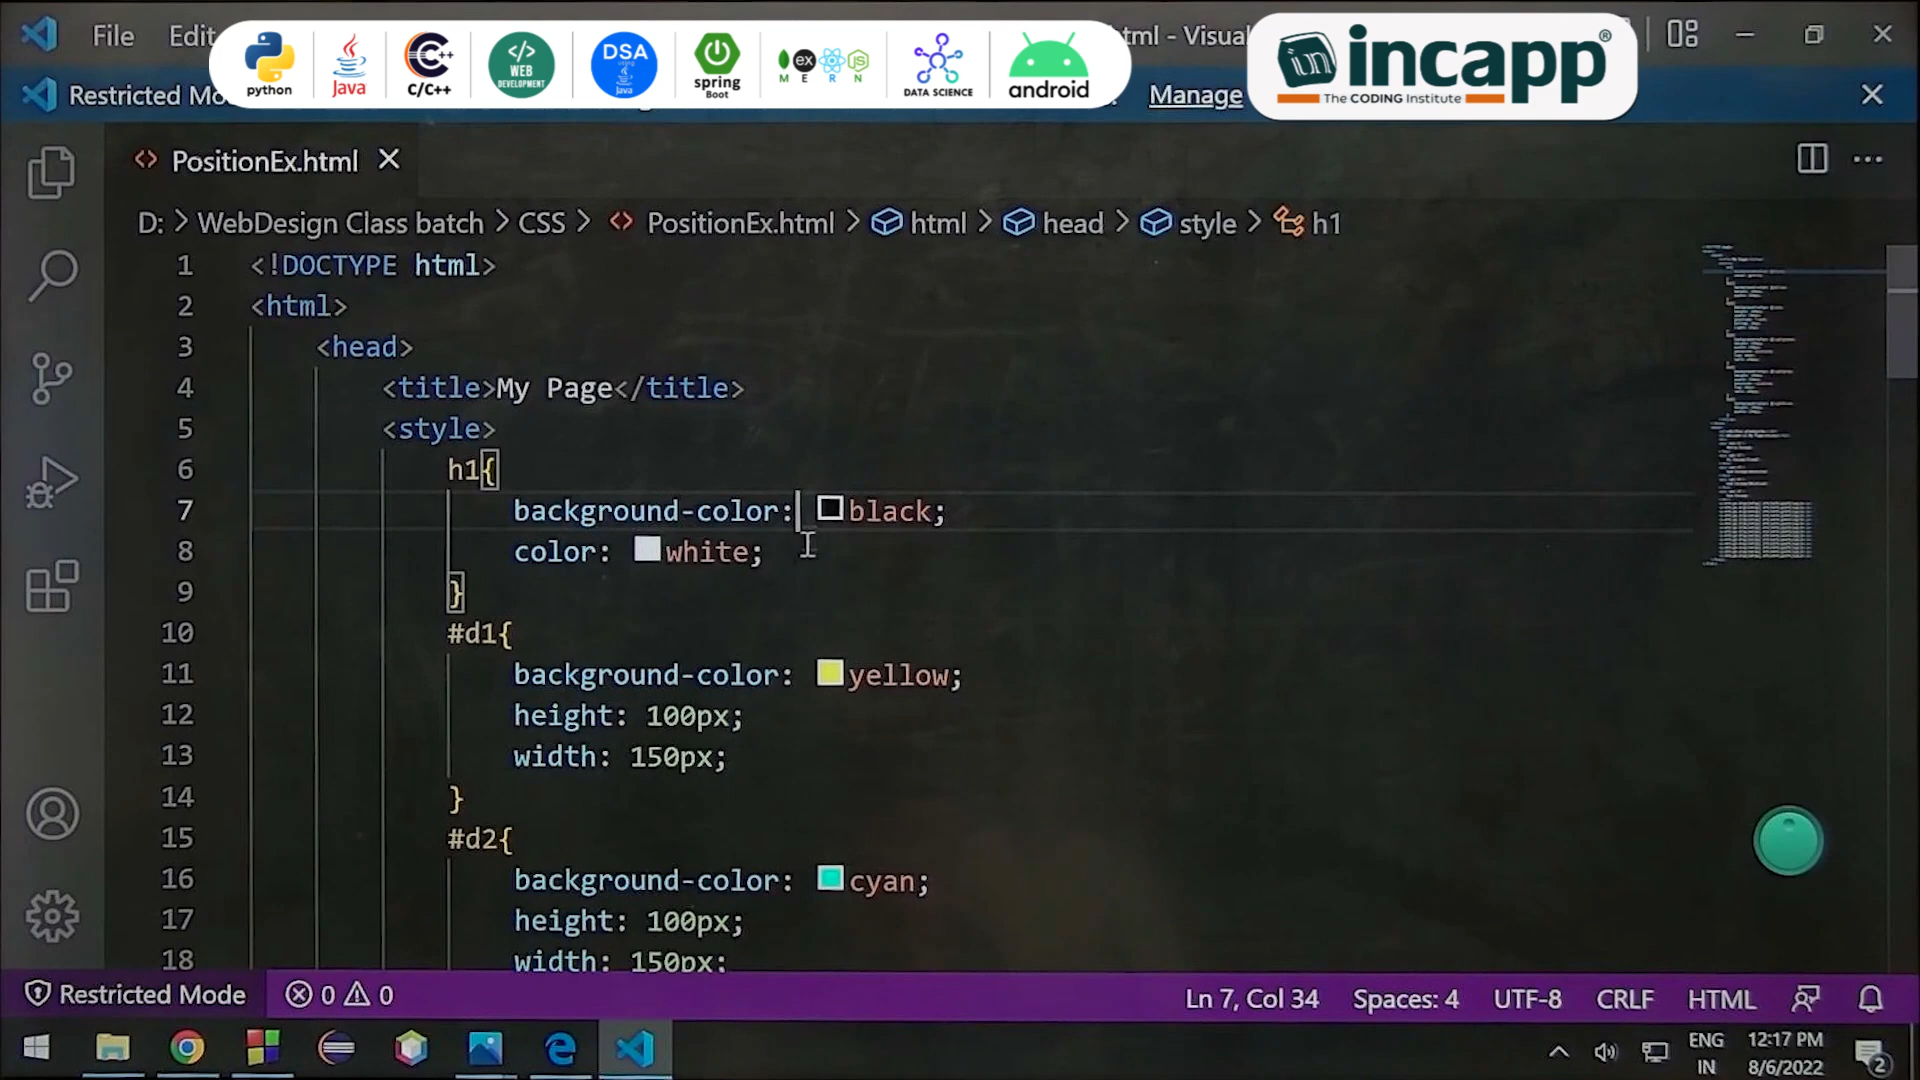 File Edit
tml - Visual
python
Java
C/C++
</>
WEB
DEVELOPMENT
DSA
using
Java
spring
Boot
ex
M E R N
DATA SCIENCE
android
in incapp®
The CODING Institute
Restricted Mo
Manage
PositionEx.html
D: > WebDesign Class batch > CSS > PositionEx.html > html > head > style > h1
1 <!DOCTYPE html>
2 <html>
3 <head>
4 <title>My Page</title>
5 <style>
6 h1{
7 background-color: black;
8 color: white;
9 }
10 #d1{
11 background-color: yellow;
12 height: 100px;
13 width: 150px;
14 }
15 #d2{
16 background-color: cyan;
17 height: 100px;
18 width: 150px;
Restricted Mode 0 0 Ln 7, Col 34 Spaces: 4 UTF-8 CRLF HTML
ENG 12:17 PM
IN 8/6/2022 2